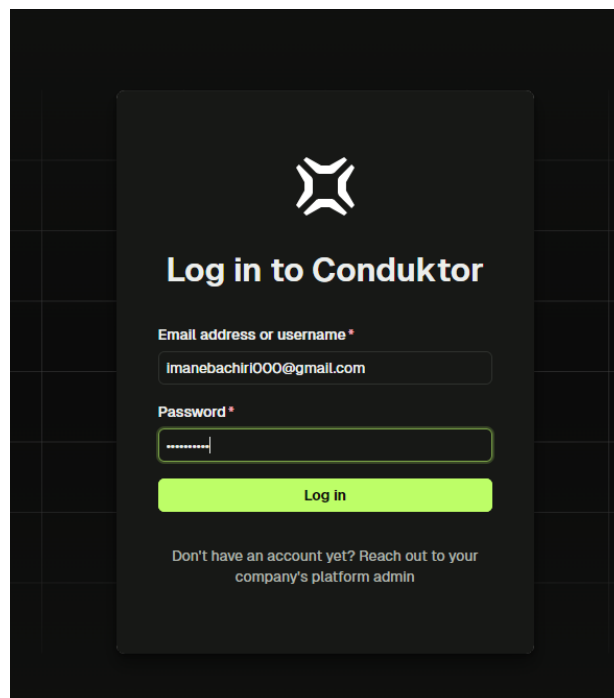 Log in to Conduktor
Email address or username*
imanebachiri000@gmail.com
Password*
••••••••••
Log in
Don't have an account yet? Reach out to your
company's platform admin